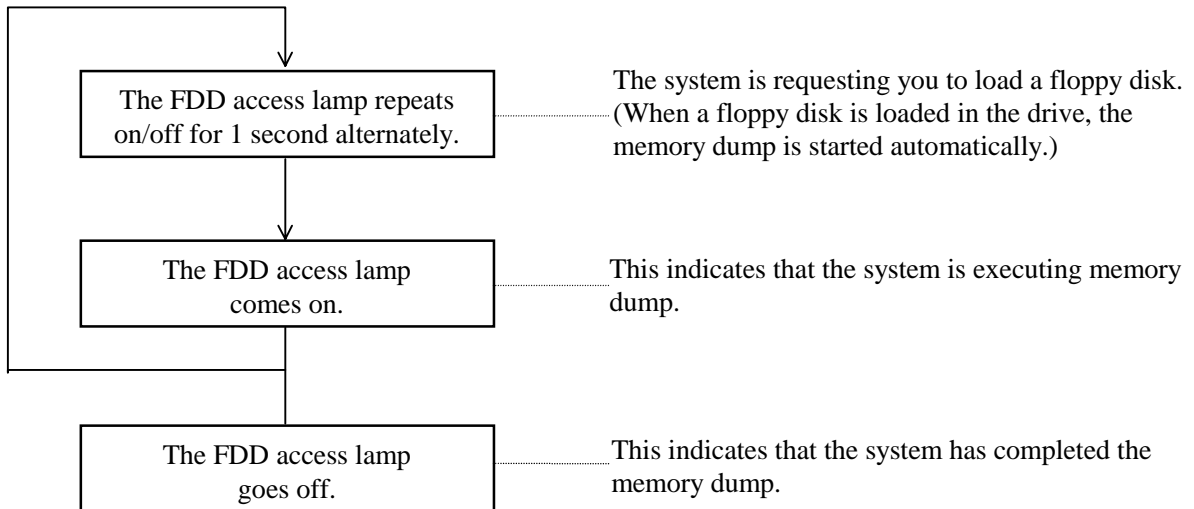 The FDD access lamp repeats
on/off for 1 second alternately.
The system is requesting you to load a floppy disk.
(When a floppy disk is loaded in the drive, the
memory dump is started automatically.)
The FDD access lamp
comes on.
This indicates that the system is executing memory
dump.
The FDD access lamp
goes off.
This indicates that the system has completed the
memory dump.